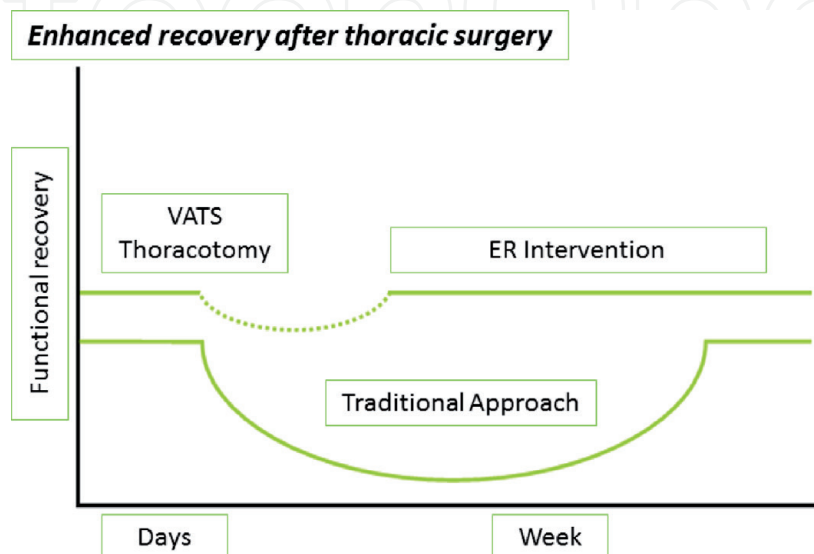 Enhanced recovery after thoracic surgery
Functional recovery
VATS
Thoracotomy
ER Intervention
Traditional Approach
Days
Week